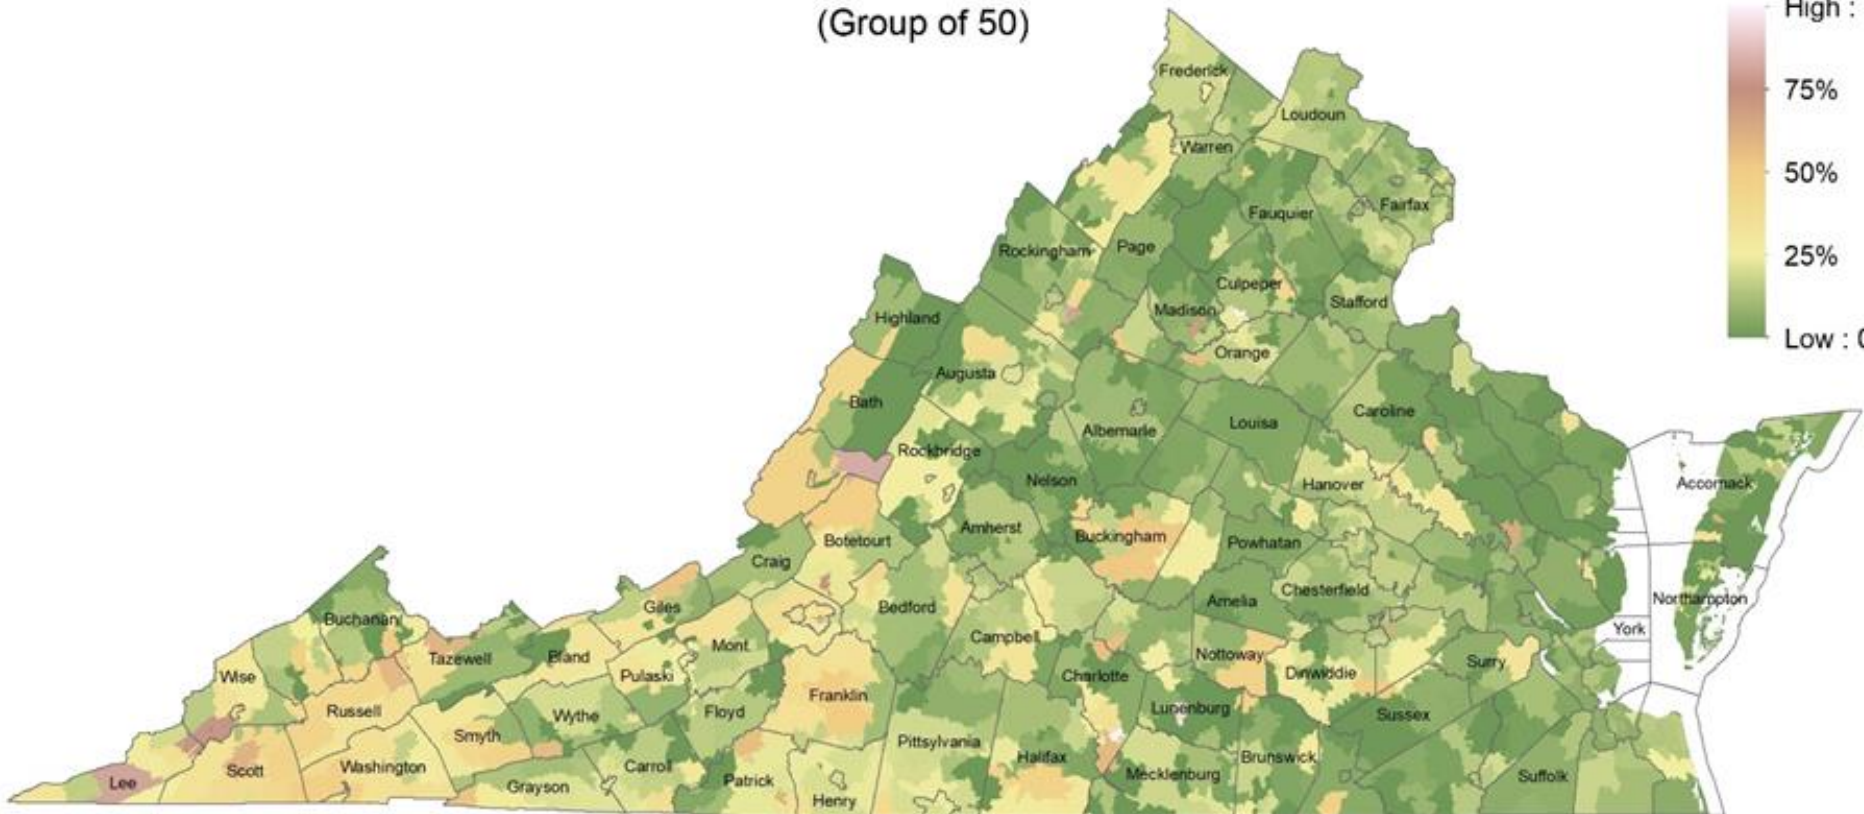 (Group of 50)
High :
75%
50%
25%
Low : 0
Frederick
Loudoun
Warren
Fairfax
Fauquier
Rockingham
Page
Culpeper
Stafford
Madison
Highland
Orange
Augusta
Bath
Caroline
Louisa
Albemarle
Rockbridge
Nelson
Hanover
Accomack
Amherst
Buckingham
Botetourt
Powhatan
Craig
Chesterfield
Northampton
Amelia
Giles
Bedford
Buchanan
York
Campbell
Mont.
Nottoway
Tazewell
Bland
Surry
Dinwiddie
Pulaski
Charlotte
Wise
Franklin
Lunenburg
Russell
Floyd
Wythe
Sussex
Smyth
Pittsylvania
Halifax
Brunswick
Washington
Carroll
Scott
Mecklenburg
Suffolk
Lee
Patrick
Grayson
Henry